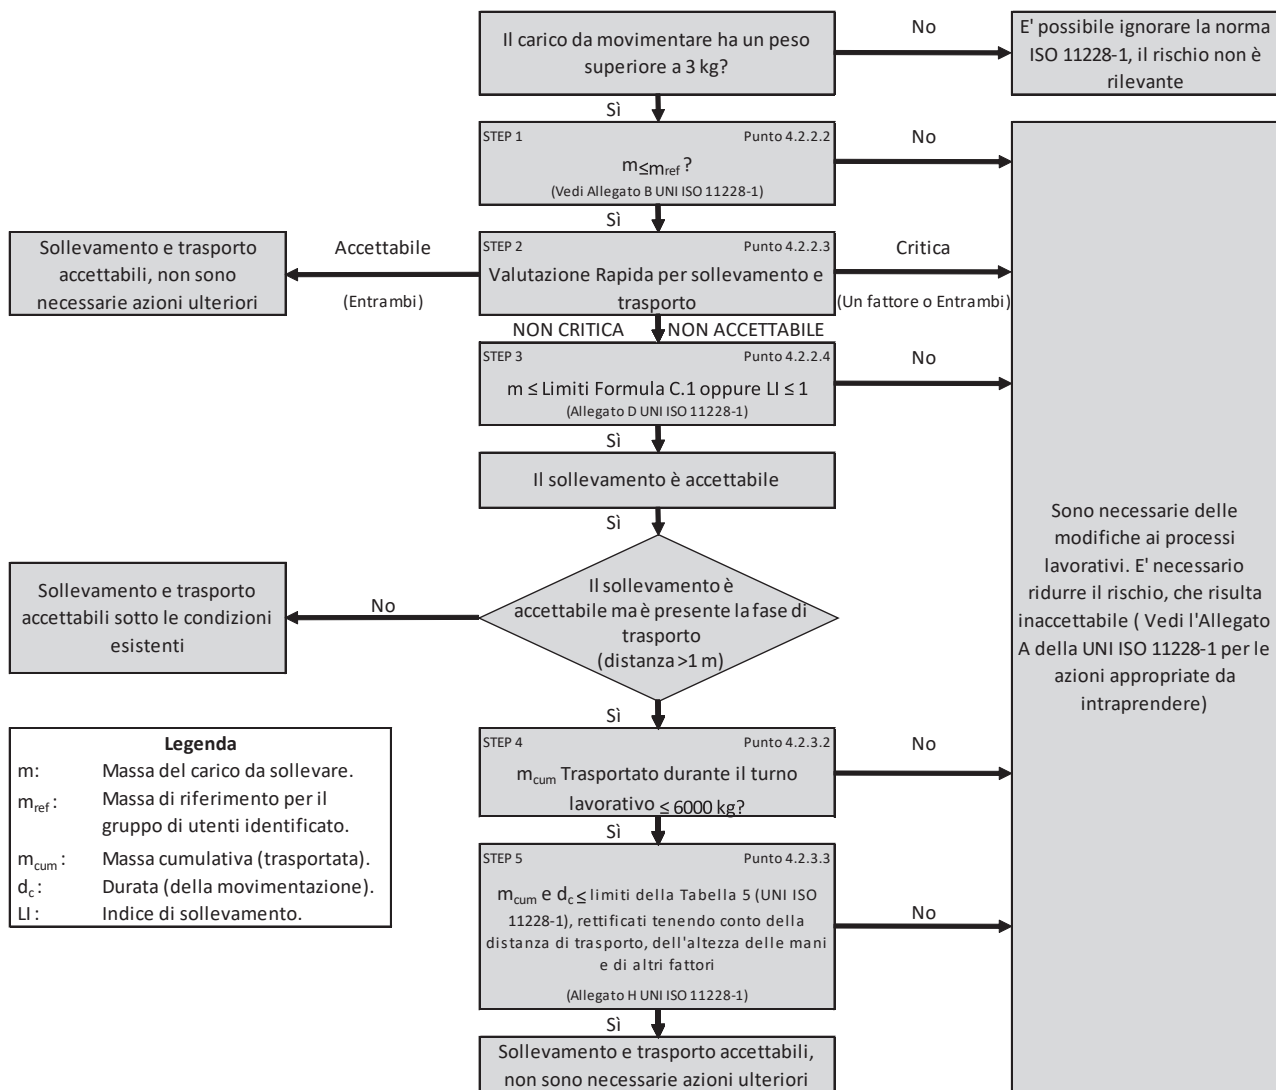 Il carico da movimentare ha un peso
superiore a 3 kg?
No
E' possibile ignorare la norma
ISO 11228-1, il rischio non è
rilevante
Sì
STEP 1
Punto 4.2.2.2
m≤mref ?
(Vedi Allegato B UNI ISO 11228-1)
No
Sì
Sollevamento e trasporto
accettabili, non sono
necessarie azioni ulteriori
Accettabile
(Entrambi)
STEP 2
Punto 4.2.2.3
Valutazione Rapida per sollevamento e
trasporto
Critica
(Un fattore o Entrambi)
NON CRITICA
NON ACCETTABILE
STEP 3
Punto 4.2.2.4
m ≤ Limiti Formula C.1 oppure LI ≤ 1
(Allegato D UNI ISO 11228-1)
No
Sì
Il sollevamento è accettabile
Sì
Sollevamento e trasporto
accettabili sotto le condizioni
esistenti
No
Il sollevamento è
accettabile ma è presente la fase di
trasporto
(distanza >1 m)
Sono necessarie delle
modifiche ai processi
lavorativi. E' necessario
ridurre il rischio, che risulta
inaccettabile ( Vedi l'Allegato
A della UNI ISO 11228-1 per le
azioni appropriate da
intraprendere)
Sì
STEP 4
Punto 4.2.3.2
mcum Trasportato durante il turno
lavorativo ≤ 6000 kg?
No
Sì
STEP 5
Punto 4.2.3.3
mcum e dc ≤ limiti della Tabella 5 (UNI ISO
11228-1), rettificati tenendo conto della
distanza di trasporto, dell'altezza delle mani
e di altri fattori
(Allegato H UNI ISO 11228-1)
No
Sì
Sollevamento e trasporto accettabili,
non sono necessarie azioni ulteriori
Legenda
m: Massa del carico da sollevare.
mref : Massa di riferimento per il
gruppo di utenti identificato.
mcum : Massa cumulativa (trasportata).
dc : Durata (della movimentazione).
LI : Indice di sollevamento.